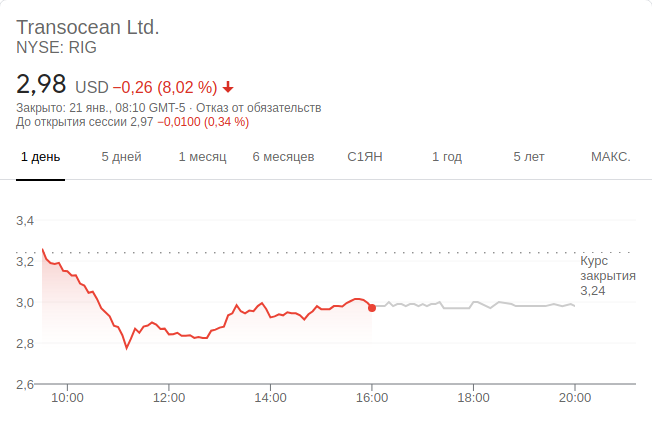 Transocean Ltd.
NYSE: RIG
2,98 USD −0,26 (8,02 %)
Закрыто: 21 янв., 08:10 GMT-5 · Отказ от обязательств
До открытия сессии 2,97 −0,0100 (0,34 %)
1 день 5 дней 1 месяц 6 месяцев С1ЯН 1 год 5 лет МАКС.
3,4
3,2
3,0
2,8
2,6
Курс
закрытия
3,24
10:00 12:00 14:00 16:00 18:00 20:00